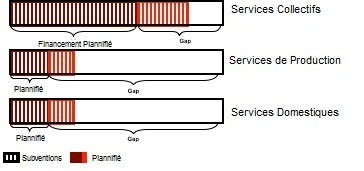 Services Collectifs
Financement Plannifié Gap
Services de Production
Plannifié Gap
Services Domestiques
Plannifié Gap
Subventions Plannifié